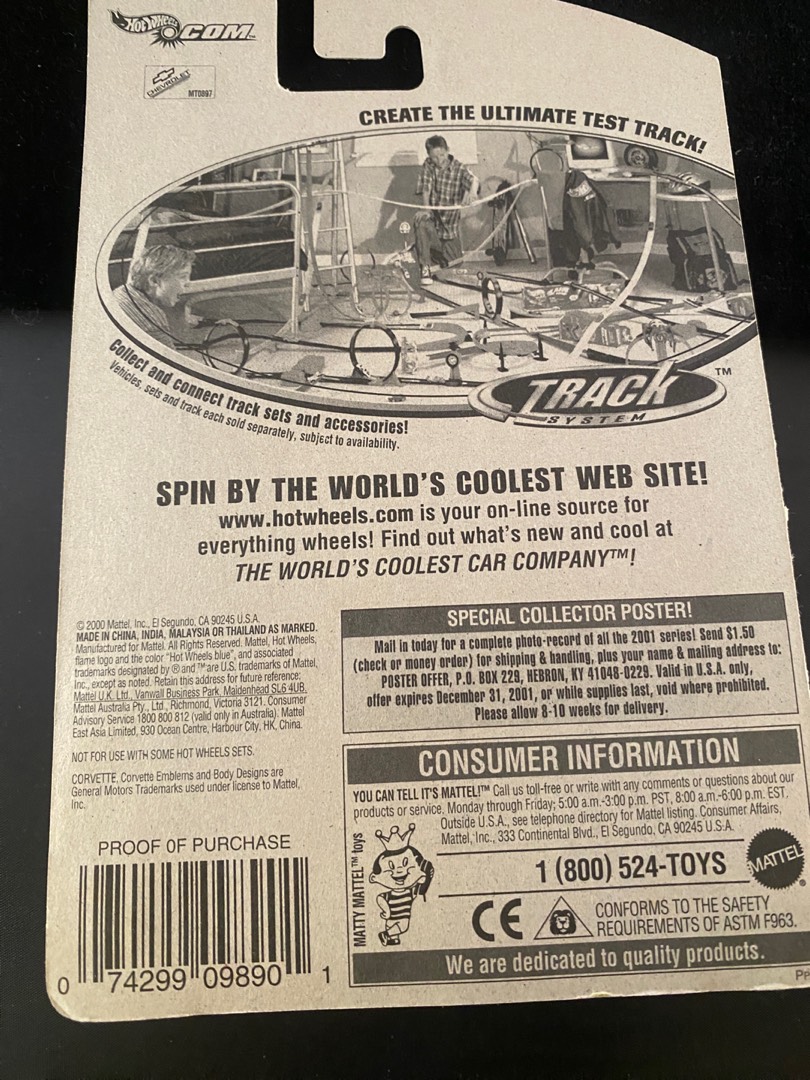 HOT WHEELS .COM™
CHEVROLET
MT0897
CREATE THE ULTIMATE TEST TRACK!
Collect and connect track sets and accessories!
Vehicles, sets and track each sold separately, subject to availability.
TRACK™
SYSTEM
SPIN BY THE WORLD'S COOLEST WEB SITE!
www.hotwheels.com is your on-line source for
everything wheels! Find out what's new and cool at
THE WORLD'S COOLEST CAR COMPANY™!
© 2000 Mattel, Inc., El Segundo, CA 90245 U.S.A.
MADE IN CHINA, INDIA, MALAYSIA OR THAILAND AS MARKED.
Manufactured for Mattel. All Rights Reserved. Mattel, Hot Wheels,
flame logo and the color "Hot Wheels blue", and associated
trademarks designated by ® and ™ are U.S. trademarks of Mattel,
Inc., except as noted. Retain this address for future reference:
Mattel U.K. Ltd., Vanwall Business Park, Maidenhead SL6 4UB.
Mattel Australia Pty., Ltd., Richmond, Victoria 3121. Consumer
Advisory Service 1800 800 812 (valid only in Australia). Mattel
East Asia Limited, 930 Ocean Centre, Harbour City, HK, China.
NOT FOR USE WITH SOME HOT WHEELS SETS.
CORVETTE, Corvette Emblems and Body Designs are
General Motors Trademarks used under license to Mattel,
Inc.
PROOF OF PURCHASE
0 74299 09890 1
SPECIAL COLLECTOR POSTER!
Mail in today for a complete photo-record of all the 2001 series! Send $1.50
(check or money order) for shipping & handling, plus your name & mailing address to:
POSTER OFFER, P.O. BOX 229, HEBRON, KY 41048-0229. Valid in U.S.A. only,
offer expires December 31, 2001, or while supplies last, void where prohibited.
Please allow 8-10 weeks for delivery.
CONSUMER INFORMATION
YOU CAN TELL IT'S MATTEL!™ Call us toll-free or write with any comments or questions about our
products or service. Monday through Friday; 5:00 a.m.-3:00 p.m. PST, 8:00 a.m.-6:00 p.m. EST.
Outside U.S.A., see telephone directory for Mattel listing. Consumer Affairs,
Mattel, Inc., 333 Continental Blvd., El Segundo, CA 90245 U.S.A.
MATTY MATTEL™ toys
1 (800) 524-TOYS
MATTEL®
CE
CONFORMS TO THE SAFETY
REQUIREMENTS OF ASTM F963.
We are dedicated to quality products.